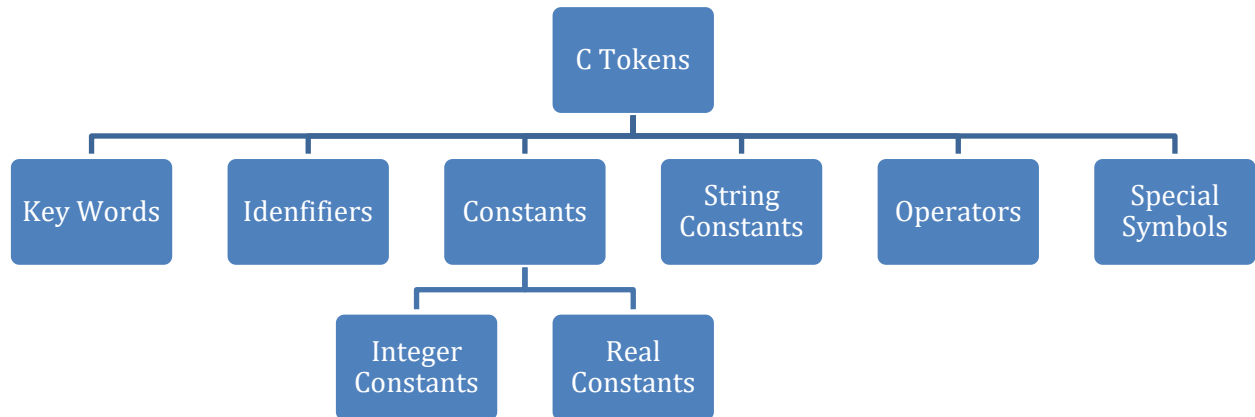 C Tokens
Key Words
Idenfifiers
Constants
String
Constants
Operators
Special
Symbols
Integer
Constants
Real
Constants